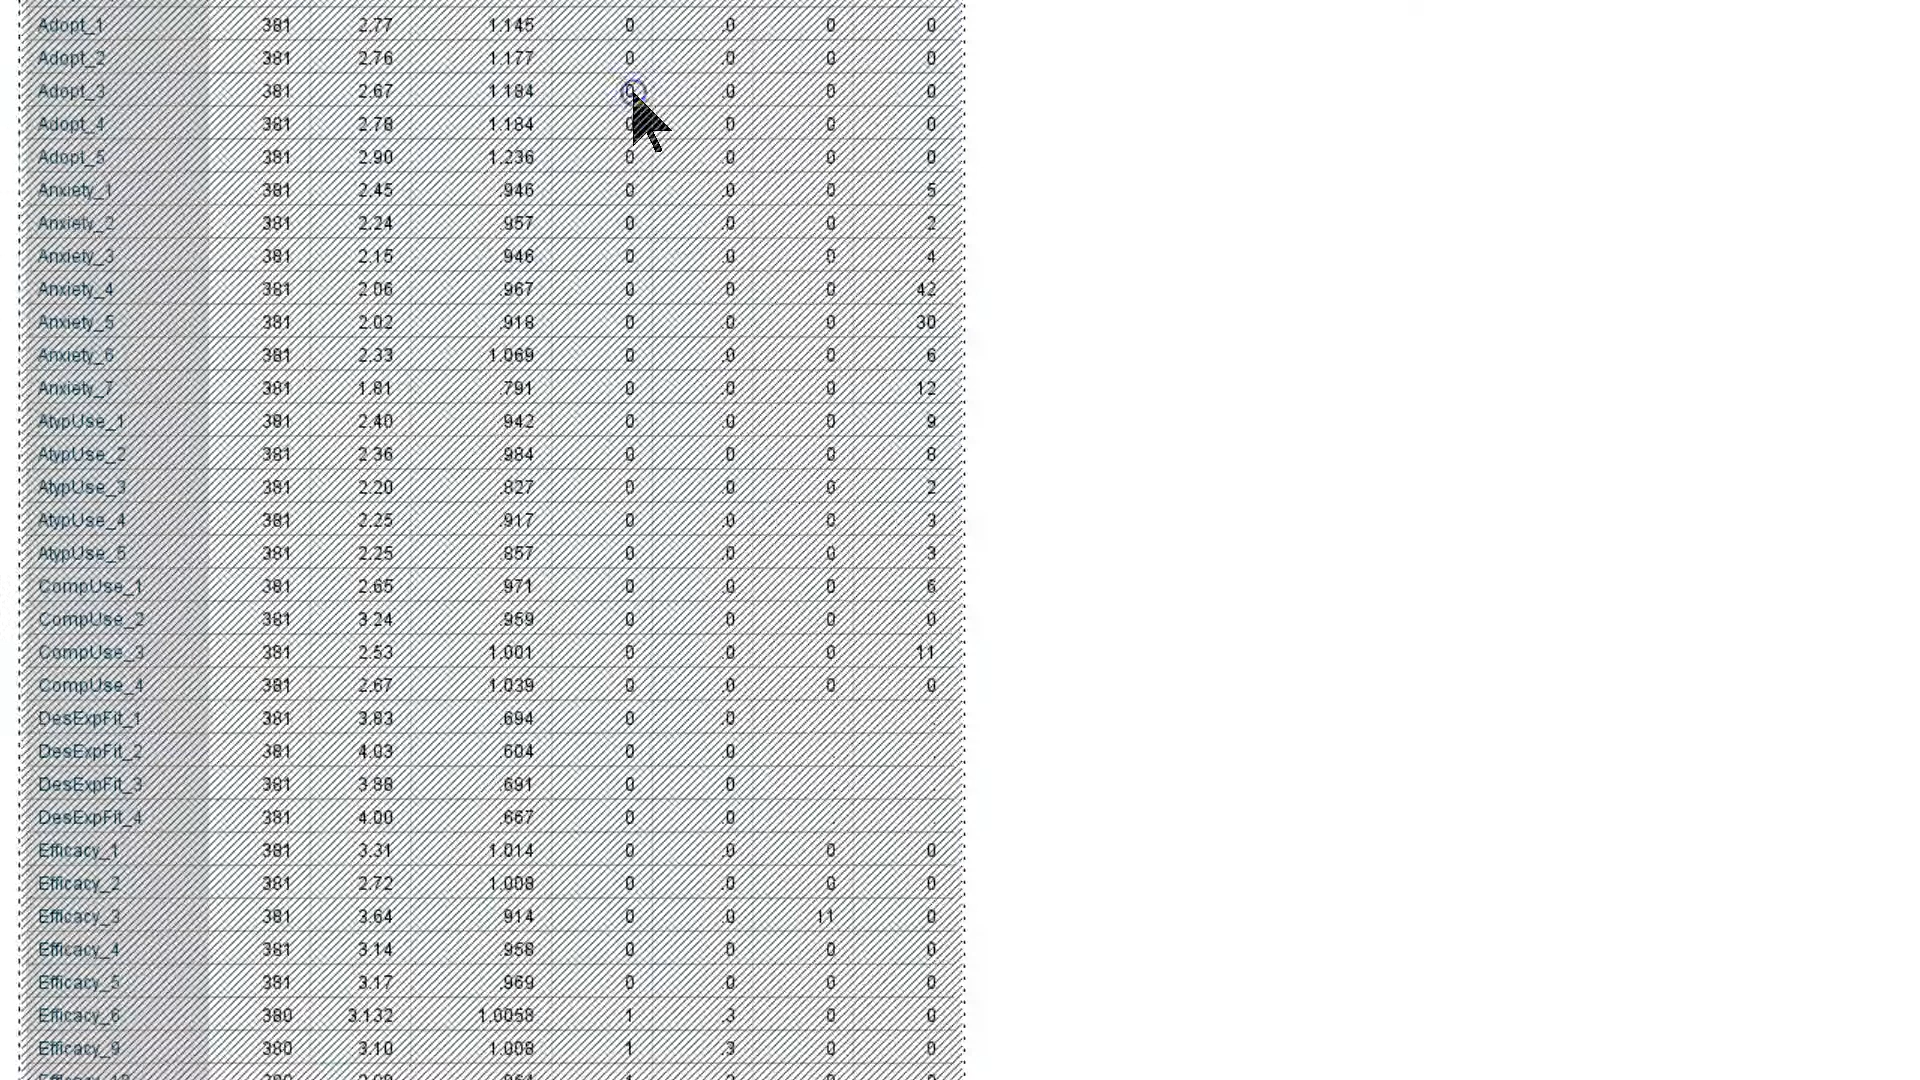 Adopt_1 381 2.77 1.145 0 .0 0 0
Adopt_2 381 2.76 1.177 0 .0 0 0
Adopt_3 381 2.67 1.184 0 .0 0 0
Adopt_4 381 2.78 1.184 0 .0 0 0
Adopt_5 381 2.90 1.236 0 .0 0 0
Anxiety_1 381 2.45 .946 0 .0 0 5
Anxiety_2 381 2.24 .957 0 .0 0 2
Anxiety_3 381 2.15 .946 0 .0 0 4
Anxiety_4 381 2.06 .967 0 .0 0 42
Anxiety_5 381 2.02 .918 0 .0 0 30
Anxiety_6 381 2.33 1.069 0 .0 0 6
Anxiety_7 381 1.81 .791 0 .0 0 12
AtypUse_1 381 2.40 .942 0 .0 0 9
AtypUse_2 381 2.36 .984 0 .0 0 8
AtypUse_3 381 2.20 .827 0 .0 0 2
AtypUse_4 381 2.25 .917 0 .0 0 3
AtypUse_5 381 2.25 .857 0 .0 0 3
CompUse_1 381 2.65 .971 0 .0 0 6
CompUse_2 381 3.24 .959 0 .0 0 0
CompUse_3 381 2.53 1.001 0 .0 0 11
CompUse_4 381 2.67 1.039 0 .0 0 0
DesExpFit_1 381 3.83 .694 0 .0 . .
DesExpFit_2 381 4.03 .604 0 .0 . .
DesExpFit_3 381 3.88 .691 0 .0 . .
DesExpFit_4 381 4.00 .667 0 .0 . .
Efficacy_1 381 3.31 1.014 0 .0 0 0
Efficacy_2 381 2.72 1.008 0 .0 0 0
Efficacy_3 381 3.64 .914 0 .0 11 0
Efficacy_4 381 3.14 .958 0 .0 0 0
Efficacy_5 381 3.17 .969 0 .0 0 0
Efficacy_6 380 3.132 1.0058 1 .3 0 0
Efficacy_9 380 3.10 1.008 1 .3 0 0